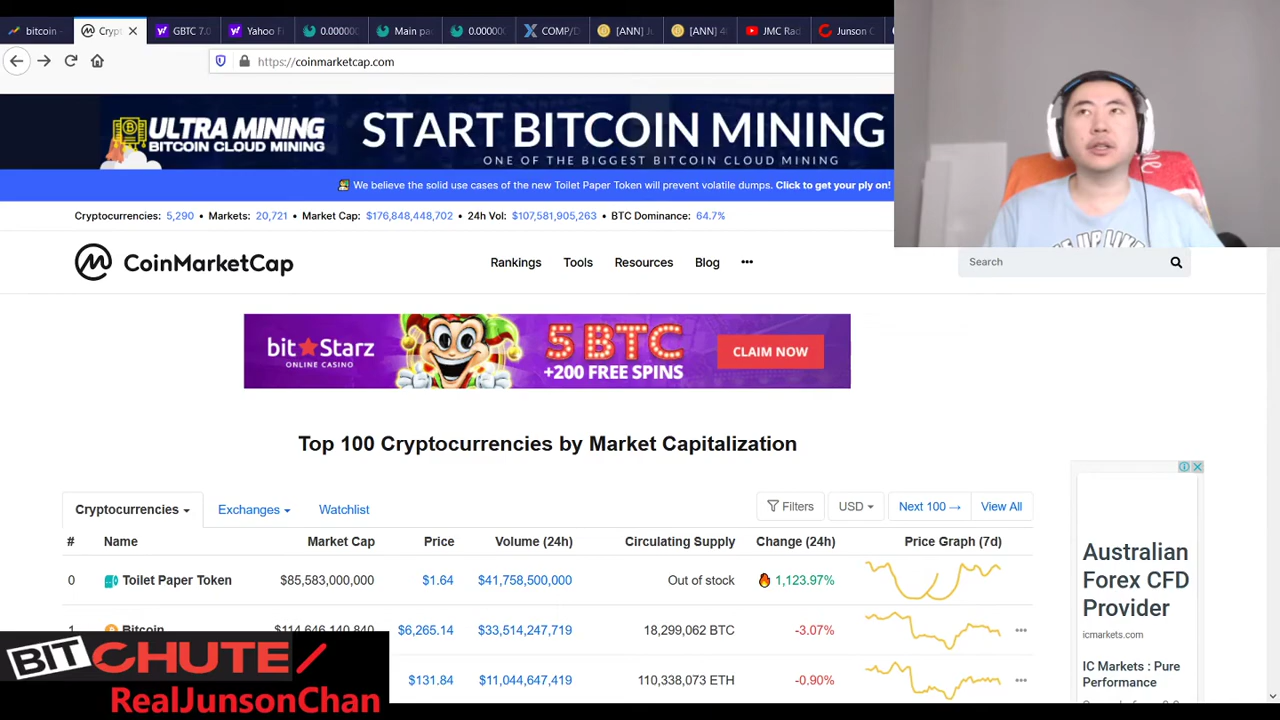 bitcoin
Crypt
GBTC 7.0
Yahoo Fi
0.000000
Main pa
0.000000
COMP/D
[ANN] J
[ANN] 4
JMC Rad
Junson C
https://coinmarketcap.com
ULTRA MINING
BITCOIN CLOUD MINING
START BITCOIN MINING
ONE OF THE BIGGEST BITCOIN CLOUD MINING
We believe the solid use cases of the new Toilet Paper Token will prevent volatile dumps. Click to get your ply on!
Cryptocurrencies: 5,290 • Markets: 20,721 • Market Cap: $176,848,448,702 • 24h Vol: $107,581,905,263 • BTC Dominance: 64.7%
CoinMarketCap
Rankings Tools Resources Blog •••
Search
bitStarz
ONLINE CASINO
5 BTC
+200 FREE SPINS
CLAIM NOW
Top 100 Cryptocurrencies by Market Capitalization
Cryptocurrencies Exchanges Watchlist
Filters USD Next 100 → View All
# Name Market Cap Price Volume (24h) Circulating Supply Change (24h) Price Graph (7d)
0 Toilet Paper Token $85,583,000,000 $1.64 $41,758,500,000 Out of stock 1,123.97%
1 Bitcoin $114,646,140,840 $6,265.14 $33,514,247,719 18,299,062 BTC -3.07%
$131.84 $11,044,647,419 110,338,073 ETH -0.90%
Australian
Forex CFD
Provider
icmarkets.com
IC Markets : Pure
Performance
BITCHUTE
RealJunsonChan